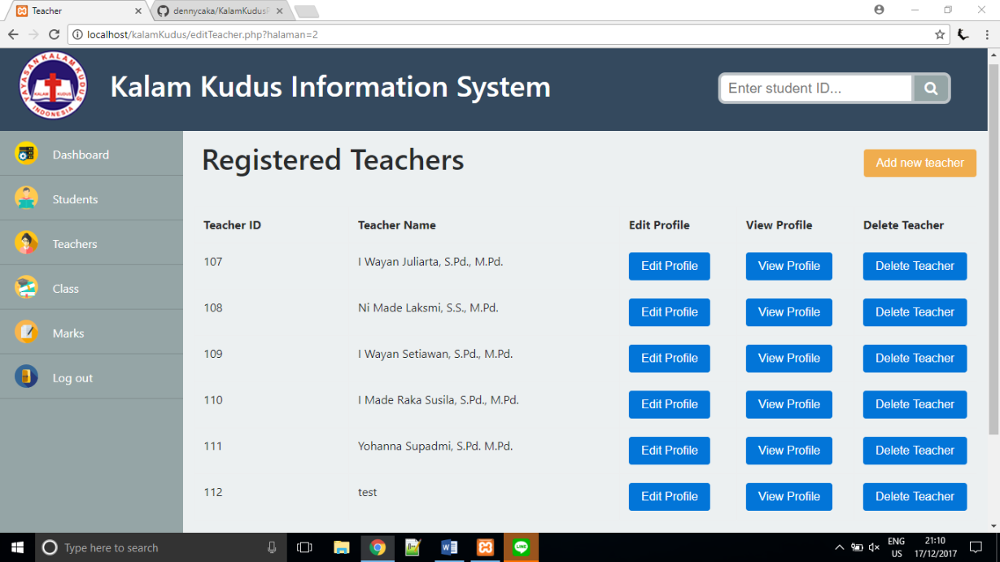 Teacher
dennycaka/KalamKudus
localhost/kalamKudus/editTeacher.php?halaman=2
YAYASAN KALAM KUDUS
KALAM KUDUS
INDONESIA
Kalam Kudus Information System
Enter student ID...
Dashboard
Students
Teachers
Class
Marks
Log out
Registered Teachers
Add new teacher
Teacher ID Teacher Name Edit Profile View Profile Delete Teacher
107 I Wayan Juliarta, S.Pd., M.Pd. Edit Profile View Profile Delete Teacher
108 Ni Made Laksmi, S.S., M.Pd. Edit Profile View Profile Delete Teacher
109 I Wayan Setiawan, S.Pd., M.Pd. Edit Profile View Profile Delete Teacher
110 I Made Raka Susila, S.Pd., M.Pd. Edit Profile View Profile Delete Teacher
111 Yohanna Supadmi, S.Pd. M.Pd. Edit Profile View Profile Delete Teacher
112 test Edit Profile View Profile Delete Teacher
Type here to search
LINE
ENG
US
21:10
17/12/2017